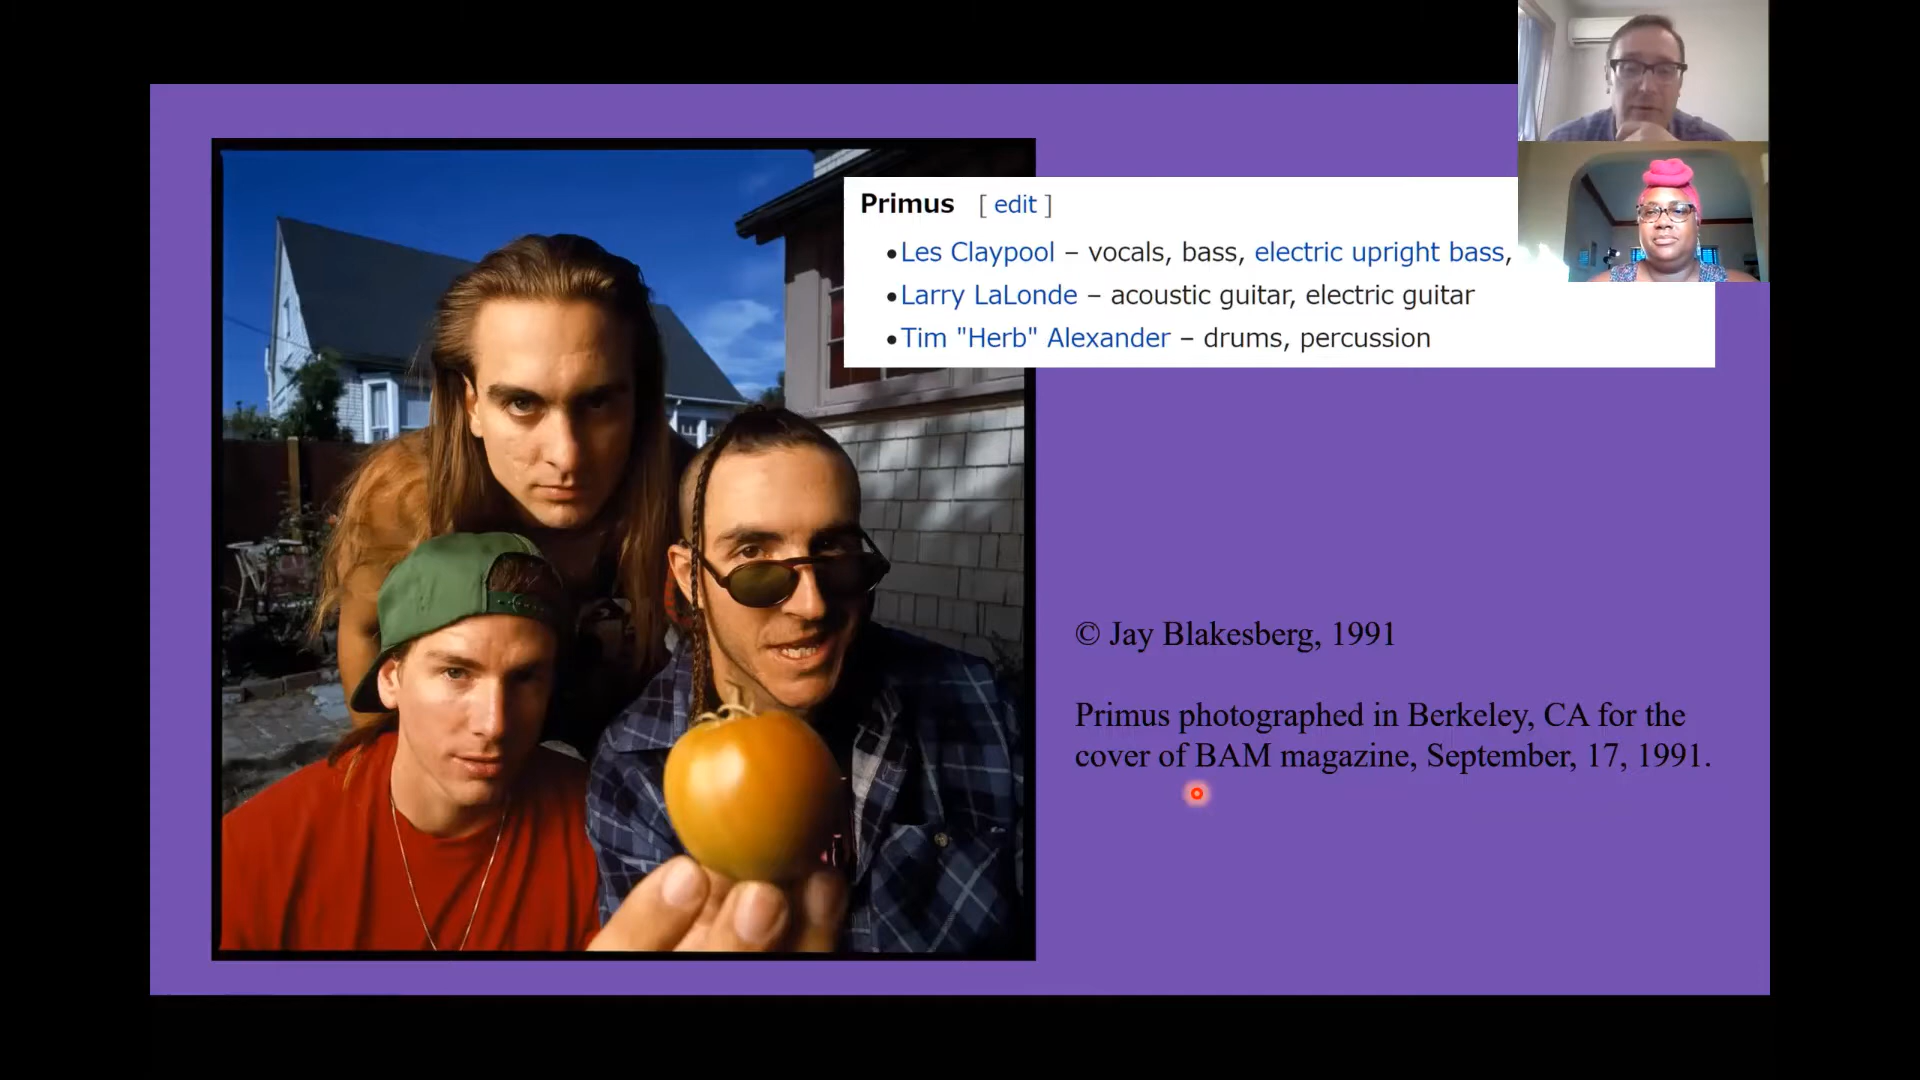 Primus [ edit ]
•Les Claypool – vocals, bass, electric upright bass,
•Larry LaLonde – acoustic guitar, electric guitar
•Tim "Herb" Alexander – drums, percussion
© Jay Blakesberg, 1991
Primus photographed in Berkeley, CA for the
cover of BAM magazine, September, 17, 1991.